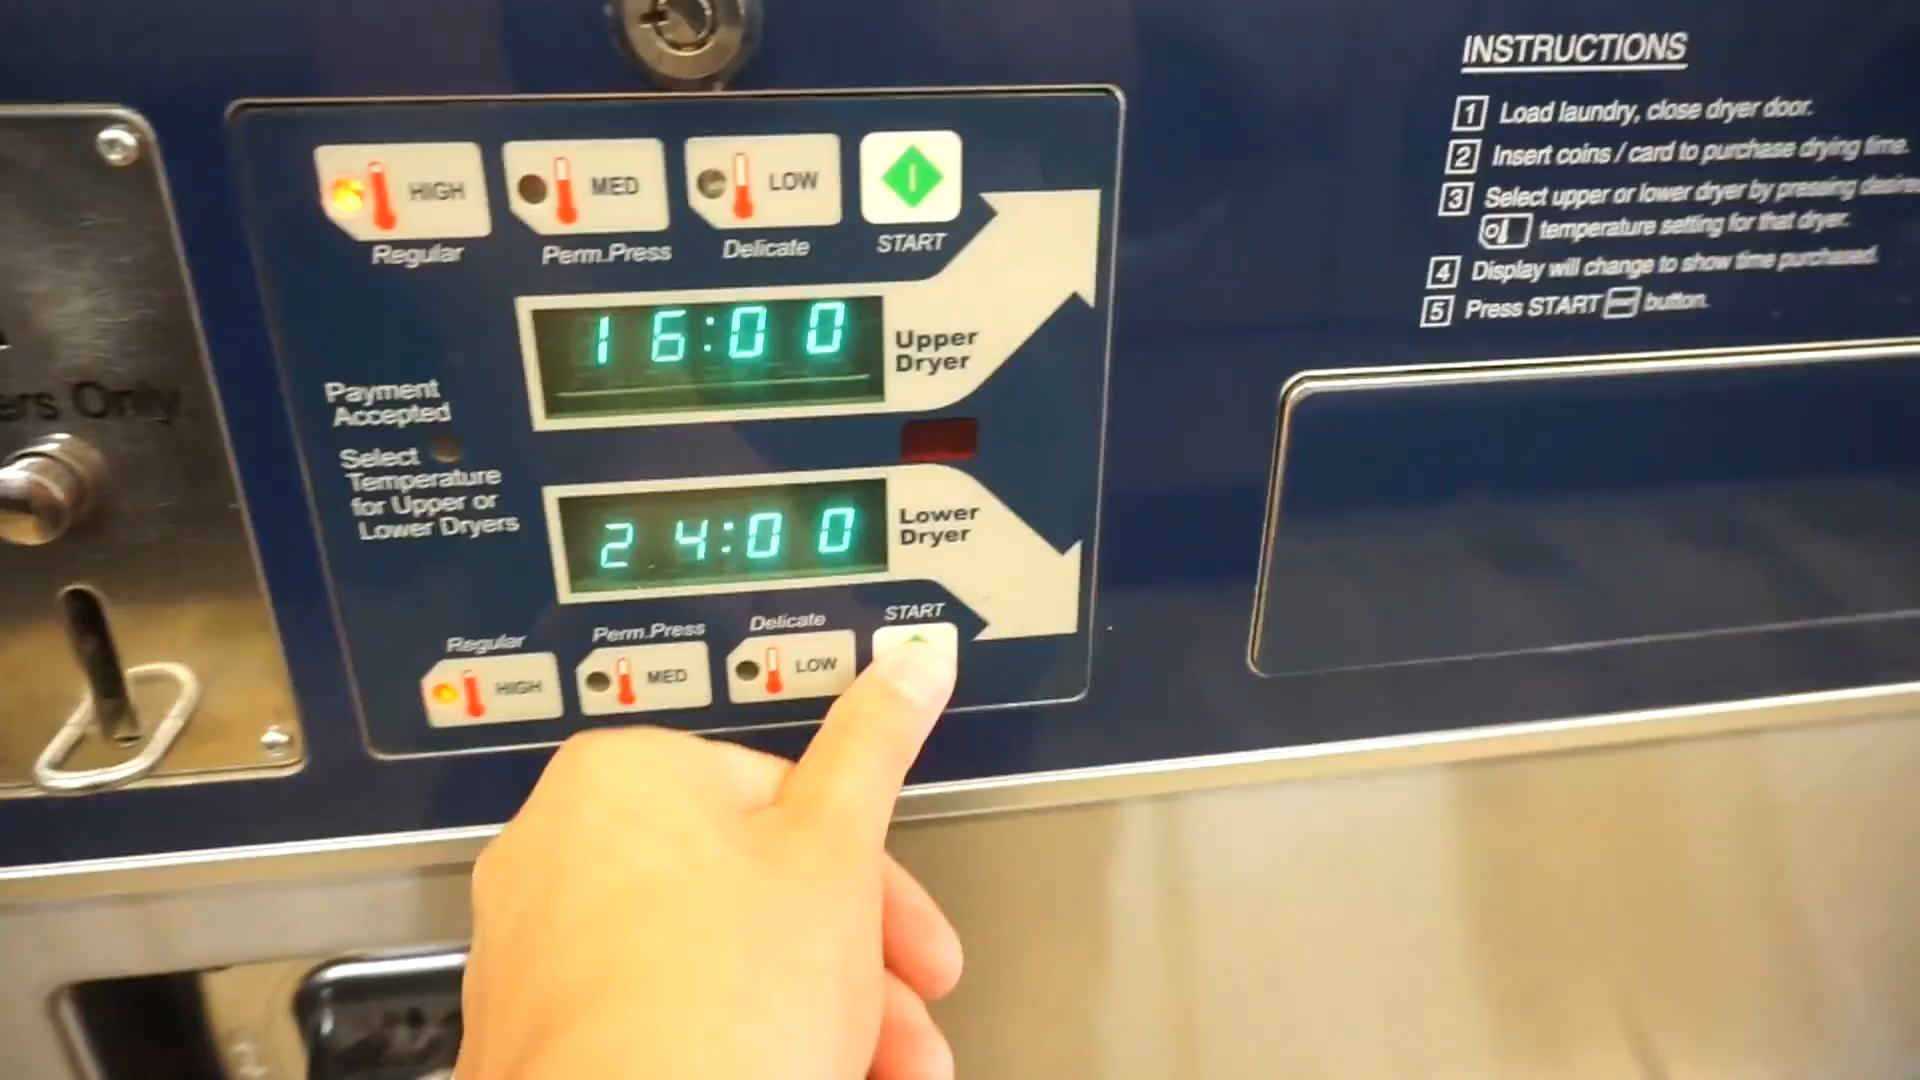 INSTRUCTIONS
1 Load laundry, close dryer door.
2 Insert coins / card to purchase drying time.
3 Select upper or lower dryer by pressing
temperature setting for that dryer.
4 Display will change to show time purchased.
5 Press START button.
HIGH
MED
LOW
Regular
Perm.Press
Delicate
START
16:00
Upper
Dryer
Payment
Accepted
Select
Temperature
for Upper or
Lower Dryers
24:00
Lower
Dryer
Regular
Perm.Press
Delicate
START
HIGH
MED
LOW
Only